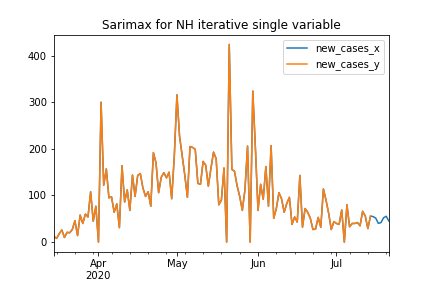 Sarimax for NH iterative single variable
new_cases_x
new_cases_y
400
300
200
100
0
Apr
2020
May
Jun
Jul